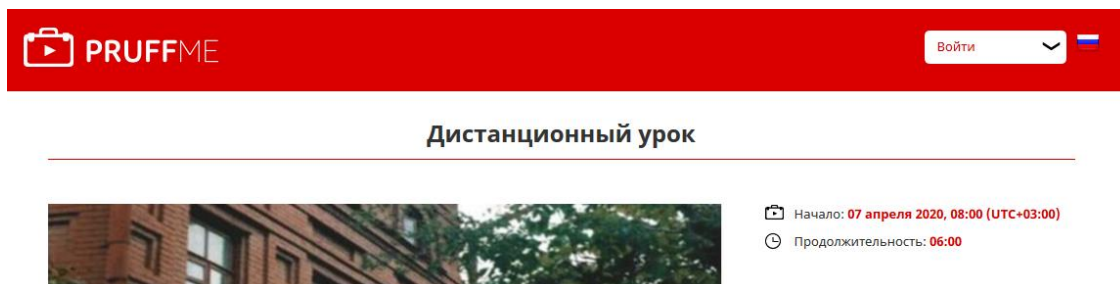 PRUFFME
Войти
Дистанционный урок
Начало: 07 апреля 2020, 08:00 (UTC+03:00)
Продолжительность: 06:00